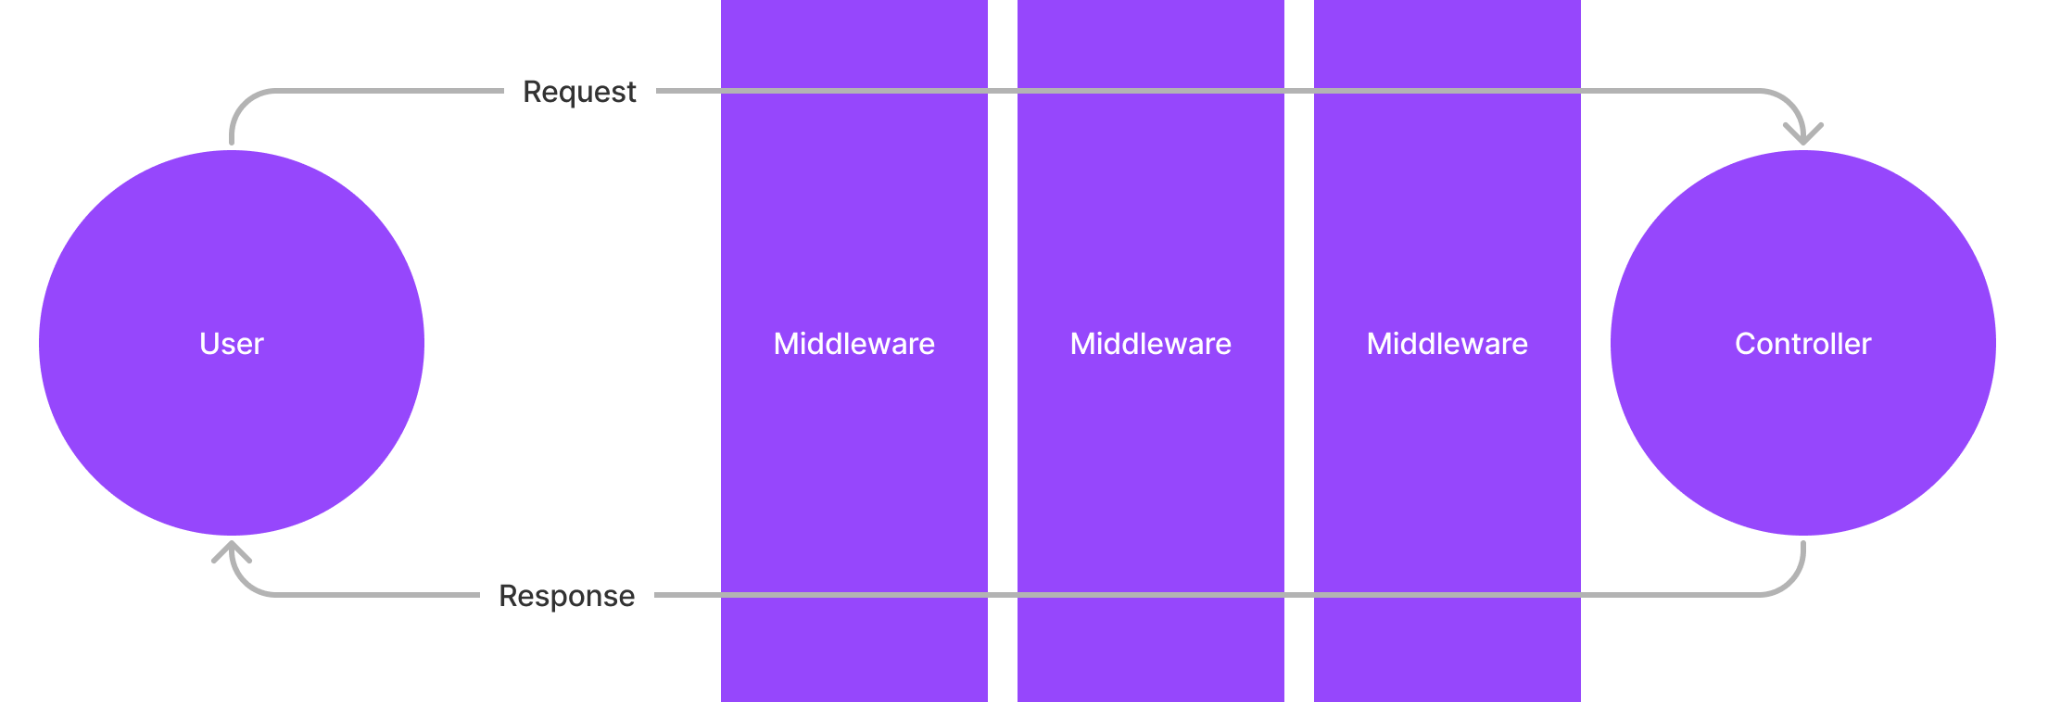 Request
User
Middleware
Middleware
Middleware
Controller
Response